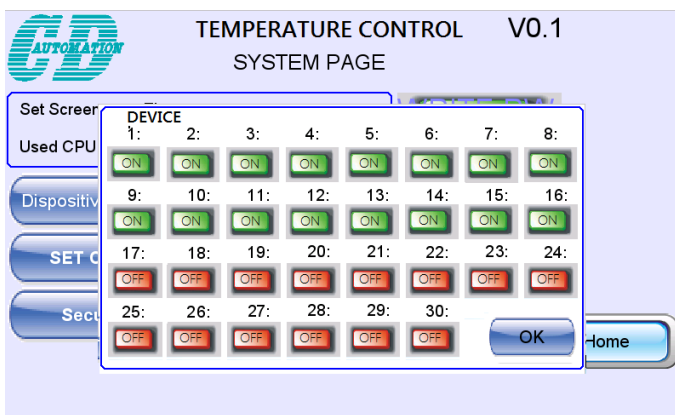 CD
AUTOMATION
TEMPERATURE CONTROL V0.1
SYSTEM PAGE
Set Screen
Used CPU
DEVICE
1: 2: 3: 4: 5: 6: 7: 8:
ON ON ON ON ON ON ON ON
9: 10: 11: 12: 13: 14: 15: 16:
ON ON ON ON ON ON ON ON
17: 18: 19: 20: 21: 22: 23: 24:
OFF OFF OFF OFF OFF OFF OFF OFF
25: 26: 27: 28: 29: 30:
OFF OFF OFF OFF OFF OFF
Dispositiv
SET
Secu
OK
Home